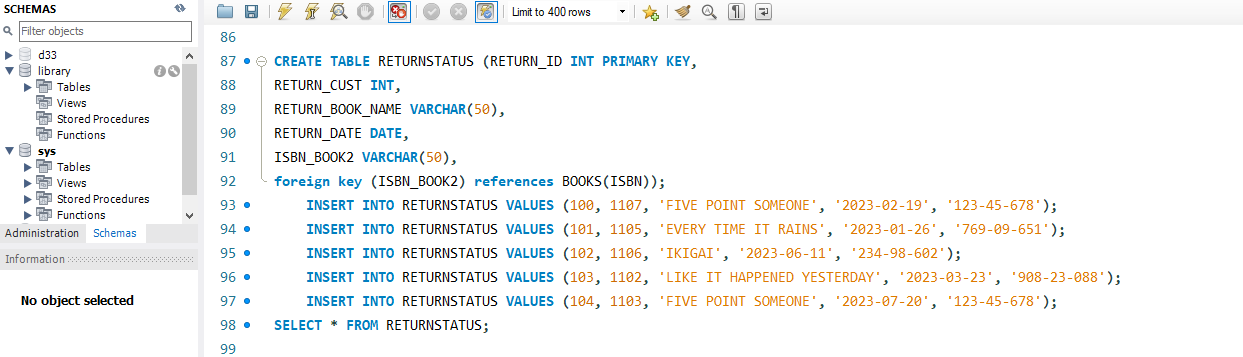 SCHEMAS
Filter objects
d33
library
Tables
Views
Stored Procedures
Functions
sys
Tables
Views
Stored Procedures
Functions
Administration Schemas
Information
No object selected
Limit to 400 rows
86
87 CREATE TABLE RETURNSTATUS (RETURN_ID INT PRIMARY KEY,
88 RETURN_CUST INT,
89 RETURN_BOOK_NAME VARCHAR(50),
90 RETURN_DATE DATE,
91 ISBN_BOOK2 VARCHAR(50),
92 foreign key (ISBN_BOOK2) references BOOKS(ISBN));
93 INSERT INTO RETURNSTATUS VALUES (100, 1107, 'FIVE POINT SOMEONE', '2023-02-19', '123-45-678');
94 INSERT INTO RETURNSTATUS VALUES (101, 1105, 'EVERY TIME IT RAINS', '2023-01-26', '769-09-651');
95 INSERT INTO RETURNSTATUS VALUES (102, 1106, 'IKIGAI', '2023-06-11', '234-98-602');
96 INSERT INTO RETURNSTATUS VALUES (103, 1102, 'LIKE IT HAPPENED YESTERDAY', '2023-03-23', '908-23-088');
97 INSERT INTO RETURNSTATUS VALUES (104, 1103, 'FIVE POINT SOMEONE', '2023-07-20', '123-45-678');
98 SELECT * FROM RETURNSTATUS;
99